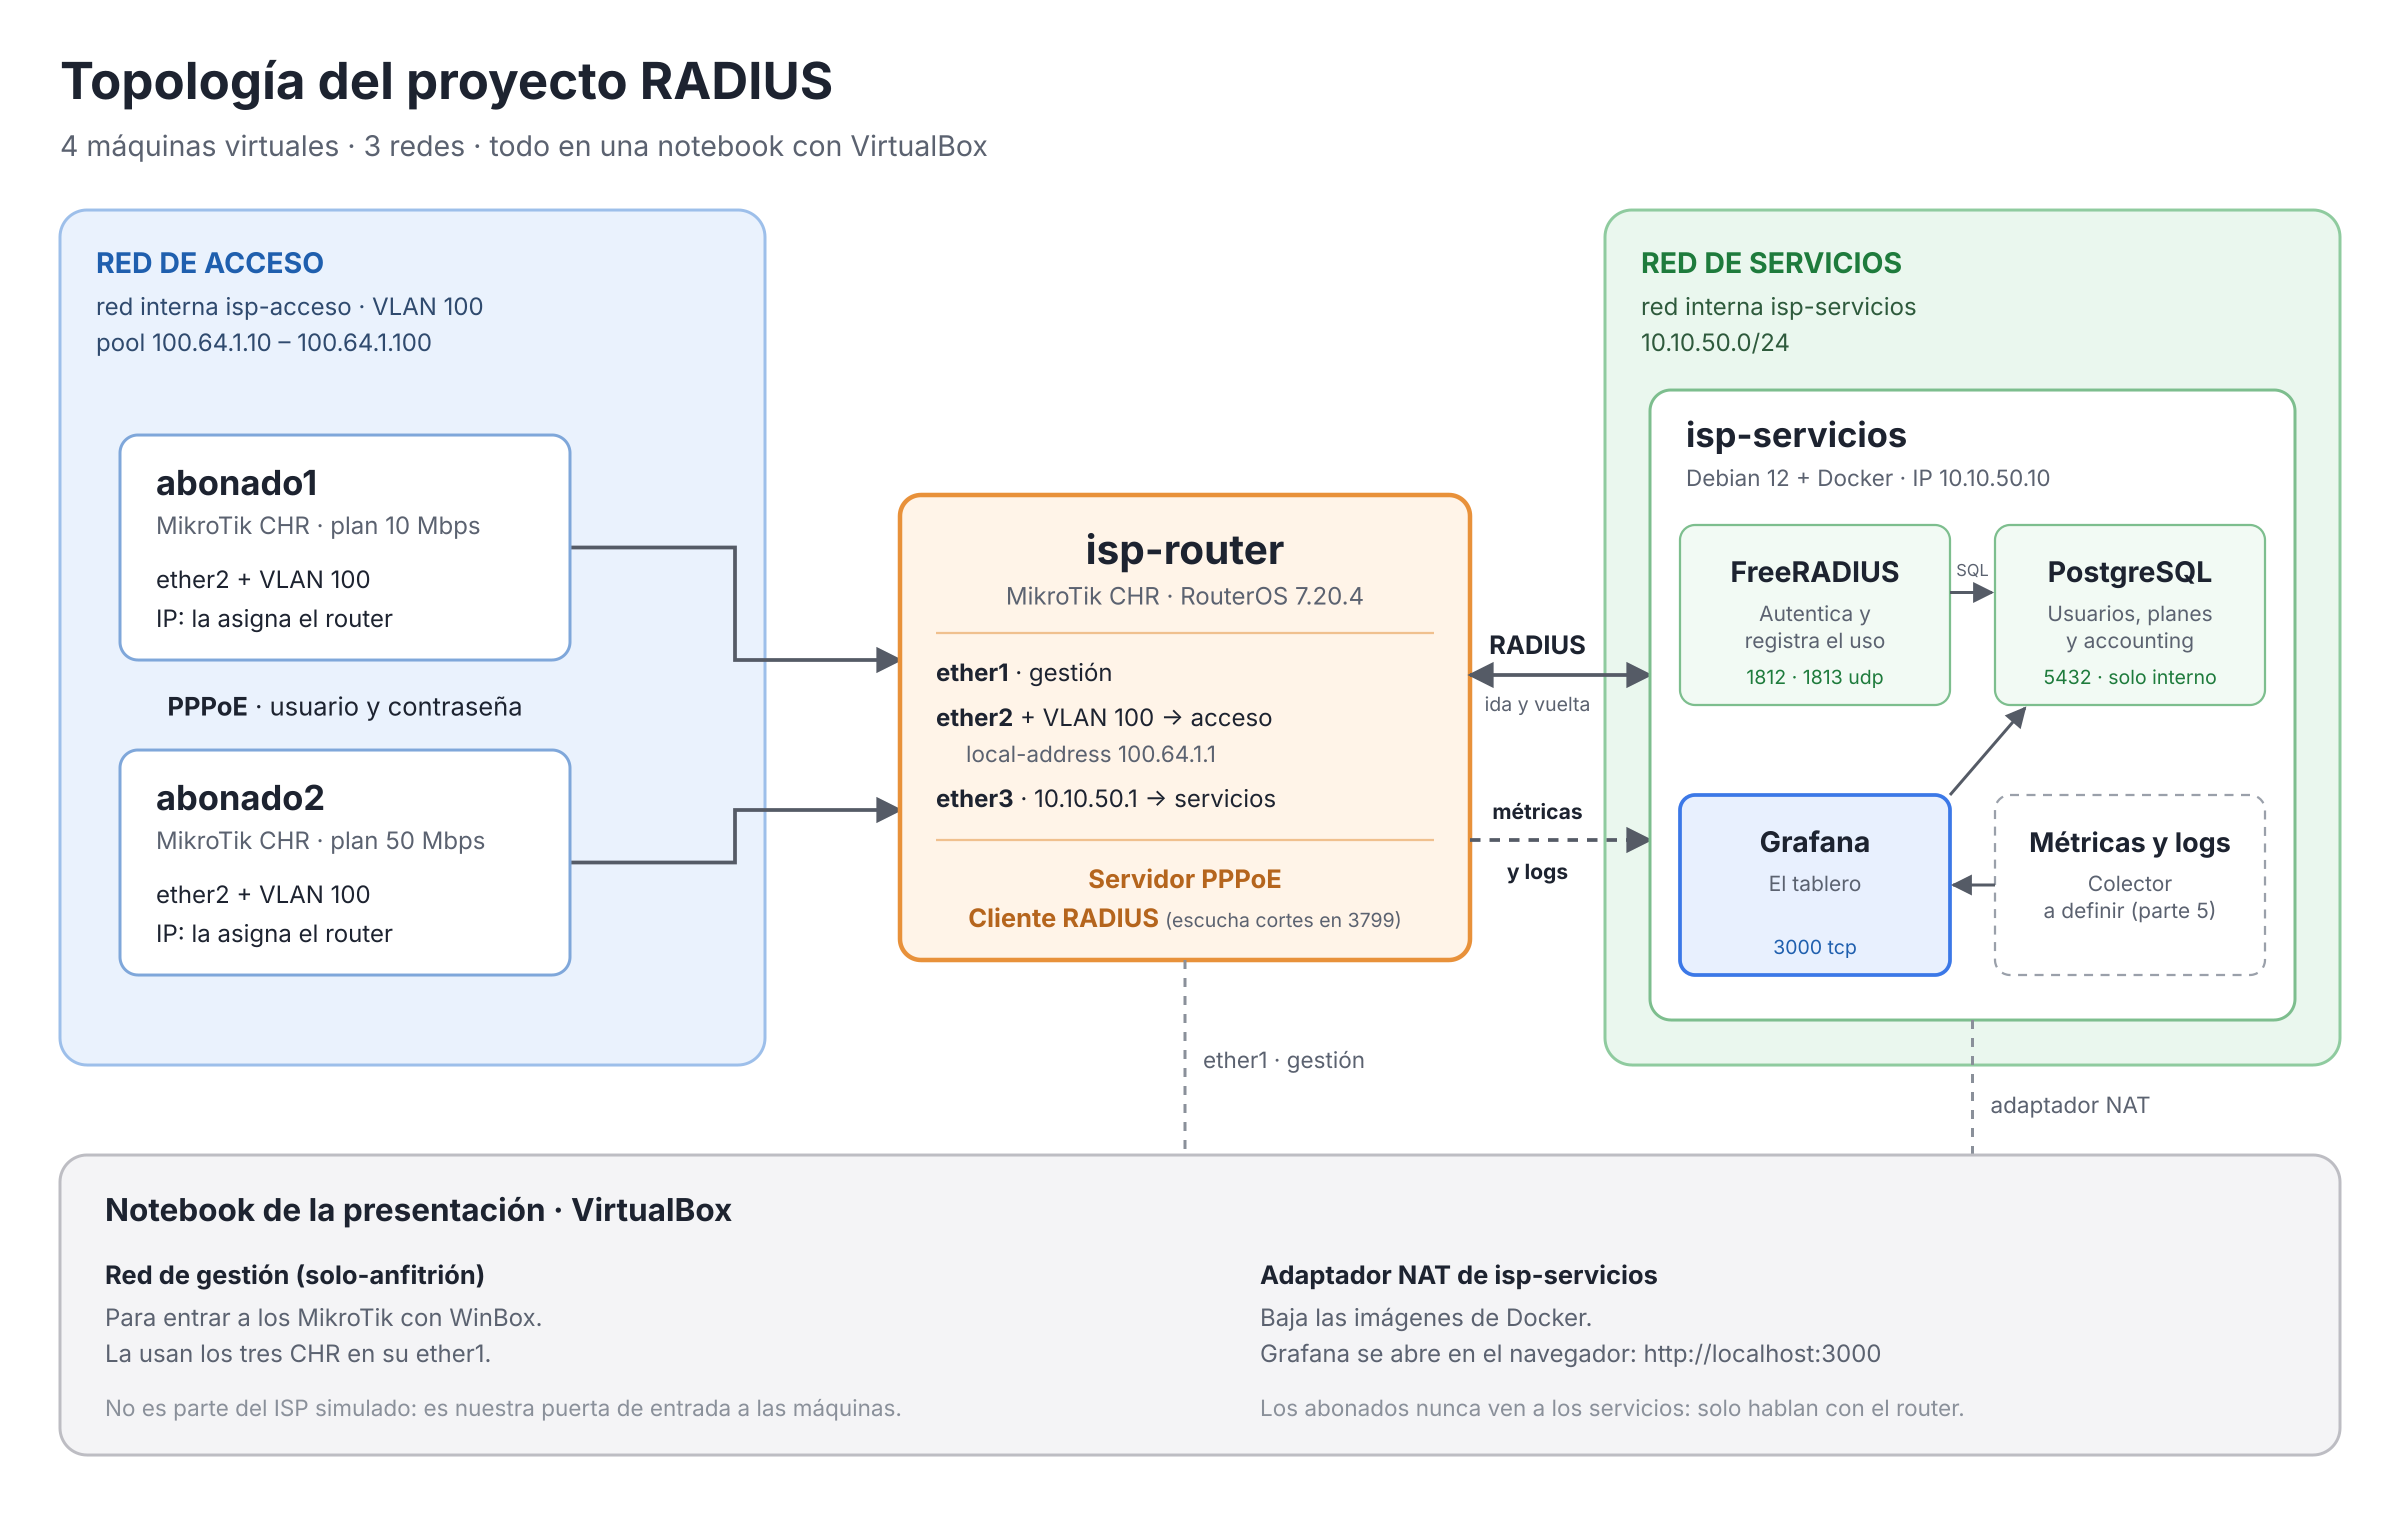 Topología del proyecto RADIUS
4 máquinas virtuales · 3 redes · todo en una notebook con VirtualBox
RED DE ACCESO
red interna isp-acceso · VLAN 100
pool 100.64.1.10 – 100.64.1.100
abonado1
MikroTik CHR · plan 10 Mbps
ether2 + VLAN 100
IP: la asigna el router
PPPoE · usuario y contraseña
abonado2
MikroTik CHR · plan 50 Mbps
ether2 + VLAN 100
IP: la asigna el router
isp-router
MikroTik CHR · RouterOS 7.20.4
ether1 · gestión
ether2 + VLAN 100 → acceso
local-address 100.64.1.1
ether3 · 10.10.50.1 → servicios
Servidor PPPoE
Cliente RADIUS (escucha cortes en 3799)
RADIUS
ida y vuelta
métricas
y logs
RED DE SERVICIOS
red interna isp-servicios
10.10.50.0/24
isp-servicios
Debian 12 + Docker · IP 10.10.50.10
FreeRADIUS
Autentica y
registra el uso
1812 · 1813 udp
SQL
PostgreSQL
Usuarios, planes
y accounting
5432 · solo interno
Grafana
El tablero
3000 tcp
Métricas y logs
Colector
a definir (parte 5)
ether1 · gestión
adaptador NAT
Notebook de la presentación · VirtualBox
Red de gestión (solo-anfitrión)
Para entrar a los MikroTik con WinBox.
La usan los tres CHR en su ether1.
No es parte del ISP simulado: es nuestra puerta de entrada a las máquinas.
Adaptador NAT de isp-servicios
Baja las imágenes de Docker.
Grafana se abre en el navegador: http://localhost:3000
Los abonados nunca ven a los servicios: solo hablan con el router.